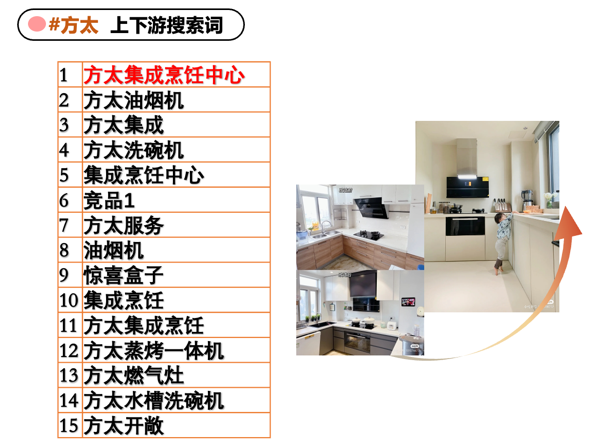 #方太 上下游搜索词
1 方太集成烹饪中心
2 方太油烟机
3 方太集成
4 方太洗碗机
5 集成烹饪中心
6 竞品1
7 方太服务
8 油烟机
9 惊喜盒子
10 集成烹饪
11 方太集成烹饪
12 方太蒸烤一体机
13 方太燃气灶
14 方太水槽洗碗机
15 方太开敞